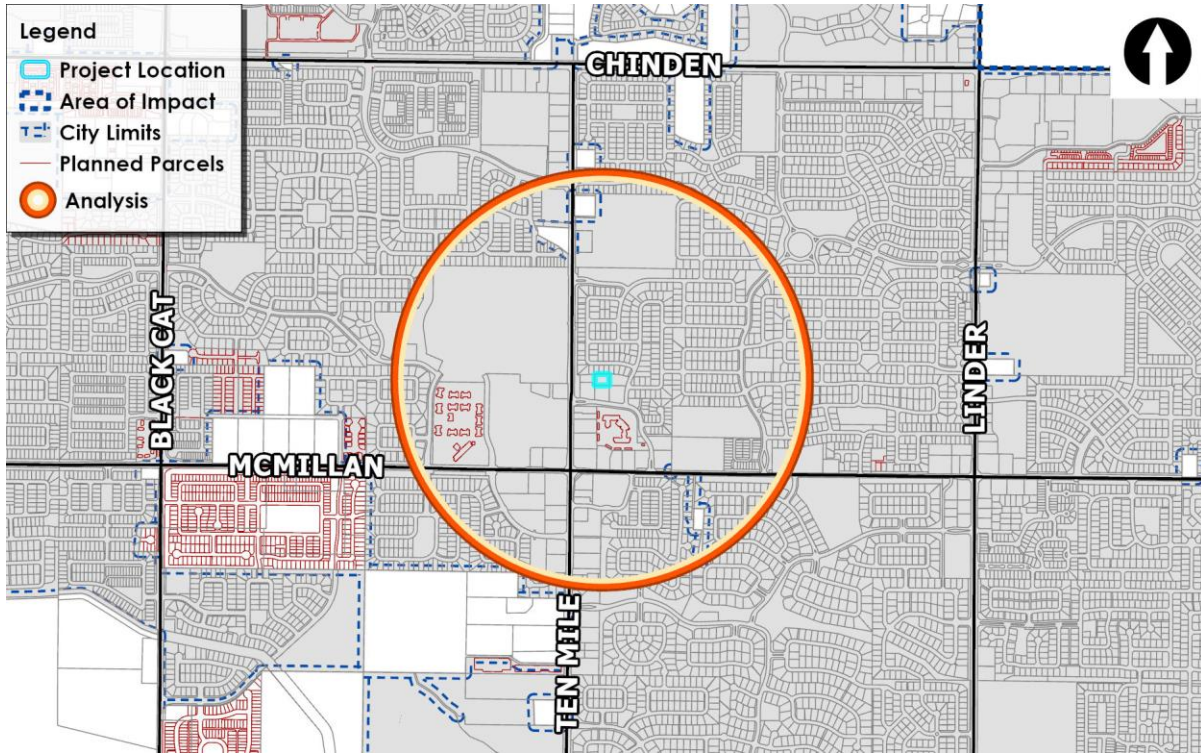 Legend
Project Location
Area of Impact
City Limits
Planned Parcels
Analysis
CHINDEN
BLACK CAT
LINDER
MCMILLAN
TEN MILE